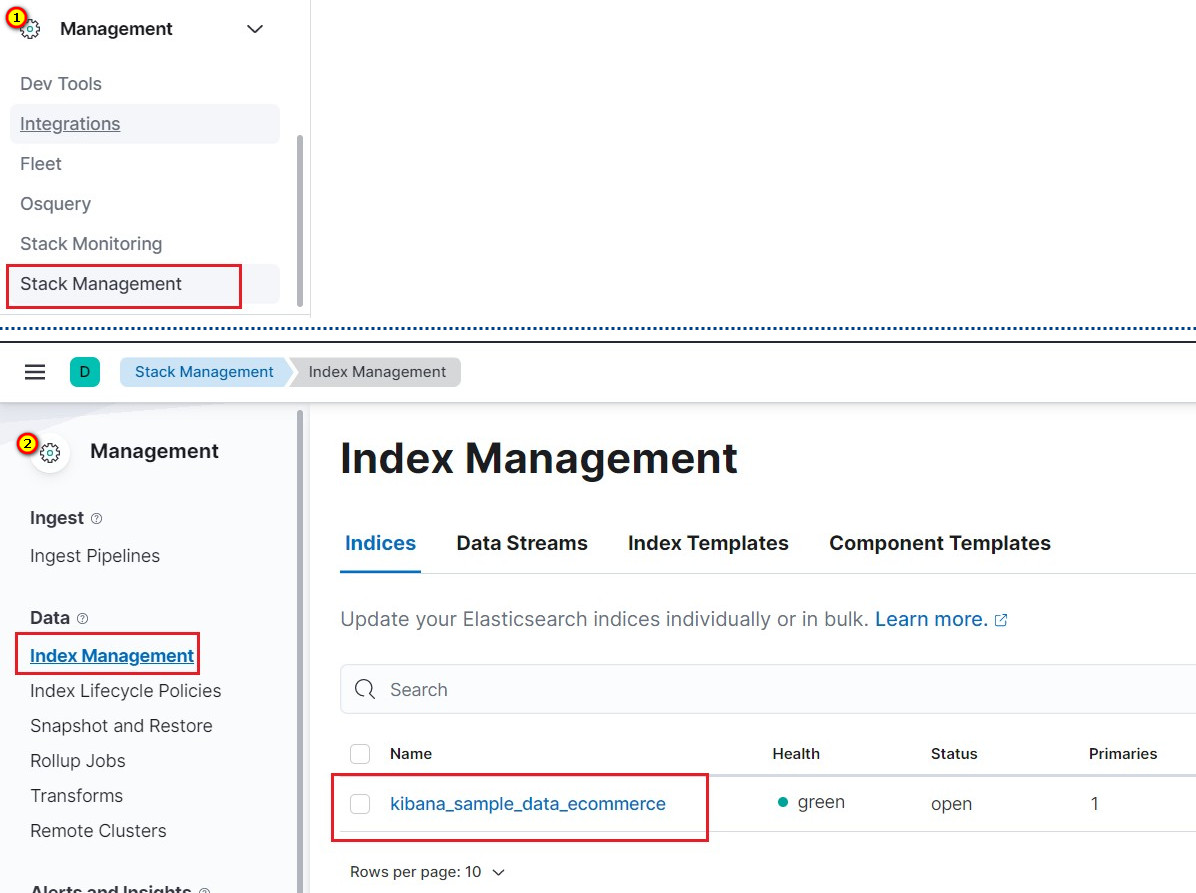 1
Management
Dev Tools
Integrations
Fleet
Osquery
Stack Monitoring
Stack Management
D
Stack Management
Index Management
2
Management
Ingest
Ingest Pipelines
Data
Index Management
Index Lifecycle Policies
Snapshot and Restore
Rollup Jobs
Transforms
Remote Clusters
Alerts and Insights
Index Management
Indices Data Streams Index Templates Component Templates
Update your Elasticsearch indices individually or in bulk. Learn more.
Search
Name Health Status Primaries
kibana_sample_data_ecommerce green open 1
Rows per page: 10